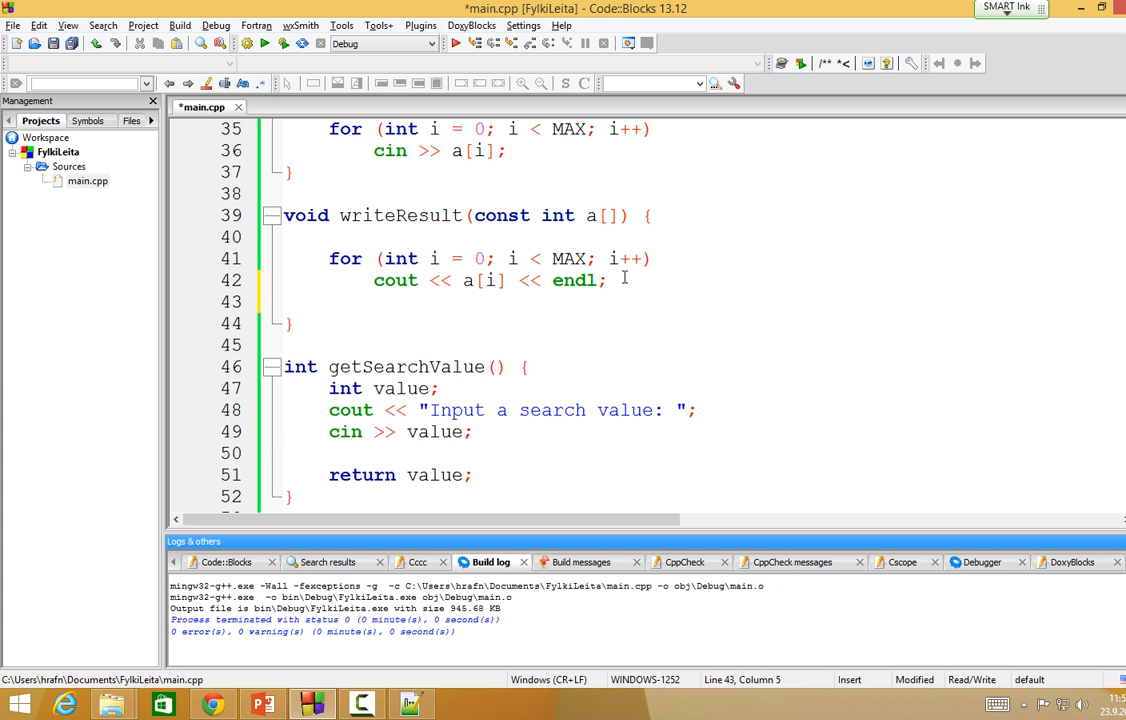 *main.cpp [FylkiLeita] - Code::Blocks 13.12
SMART Ink
File Edit View Search Project Build Debug Fortran wxSmith Tools Tools+ Plugins DoxyBlocks Settings Help
Debug
/** *<
S C
Management
*main.cpp
Projects Symbols Files
Workspace
FylkiLeita
Sources
main.cpp
35 for (int i = 0; i < MAX; i++)
36 cin >> a[i];
37 }
38
39 void writeResult(const int a[]) {
40
41 for (int i = 0; i < MAX; i++)
42 cout << a[i] << endl;
43
44 }
45
46 int getSearchValue() {
47 int value;
48 cout << "Input a search value: ";
49 cin >> value;
50
51 return value;
52 }
Logs & others
Code::Blocks Search results Cccc Build log Build messages CppCheck CppCheck messages Cscope Debugger DoxyBlocks
mingw32-g++.exe -Wall -fexceptions -g -c C:\Users\hrafn\Documents\FylkiLeita\main.cpp -o obj\Debug\main.o
mingw32-g++.exe -o bin\Debug\FylkiLeita.exe obj\Debug\main.o
Output file is bin\Debug\FylkiLeita.exe with size 945.68 KB
Process terminated with status 0 (0 minute(s), 0 second(s))
0 error(s), 0 warning(s) (0 minute(s), 0 second(s))
C:\Users\hrafn\Documents\FylkiLeita\main.cpp Windows (CR+LF) WINDOWS-1252 Line 43, Column 5 Insert Modified Read/Write default
11:5
23.9.20